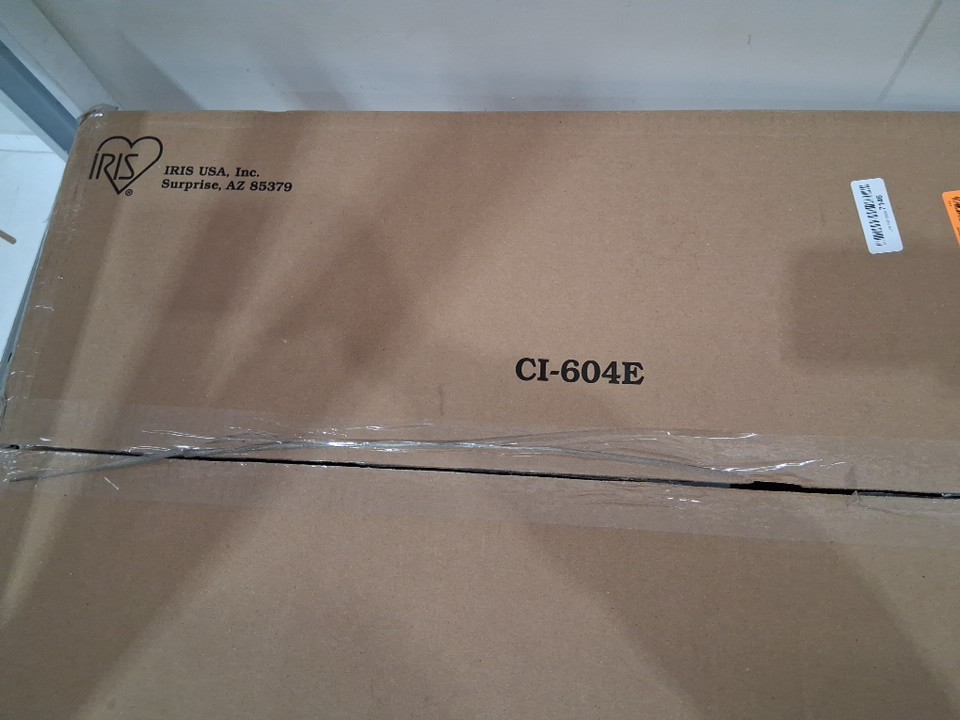 IRIS
®
IRIS USA, Inc.
Surprise, AZ 85379
CI-604E